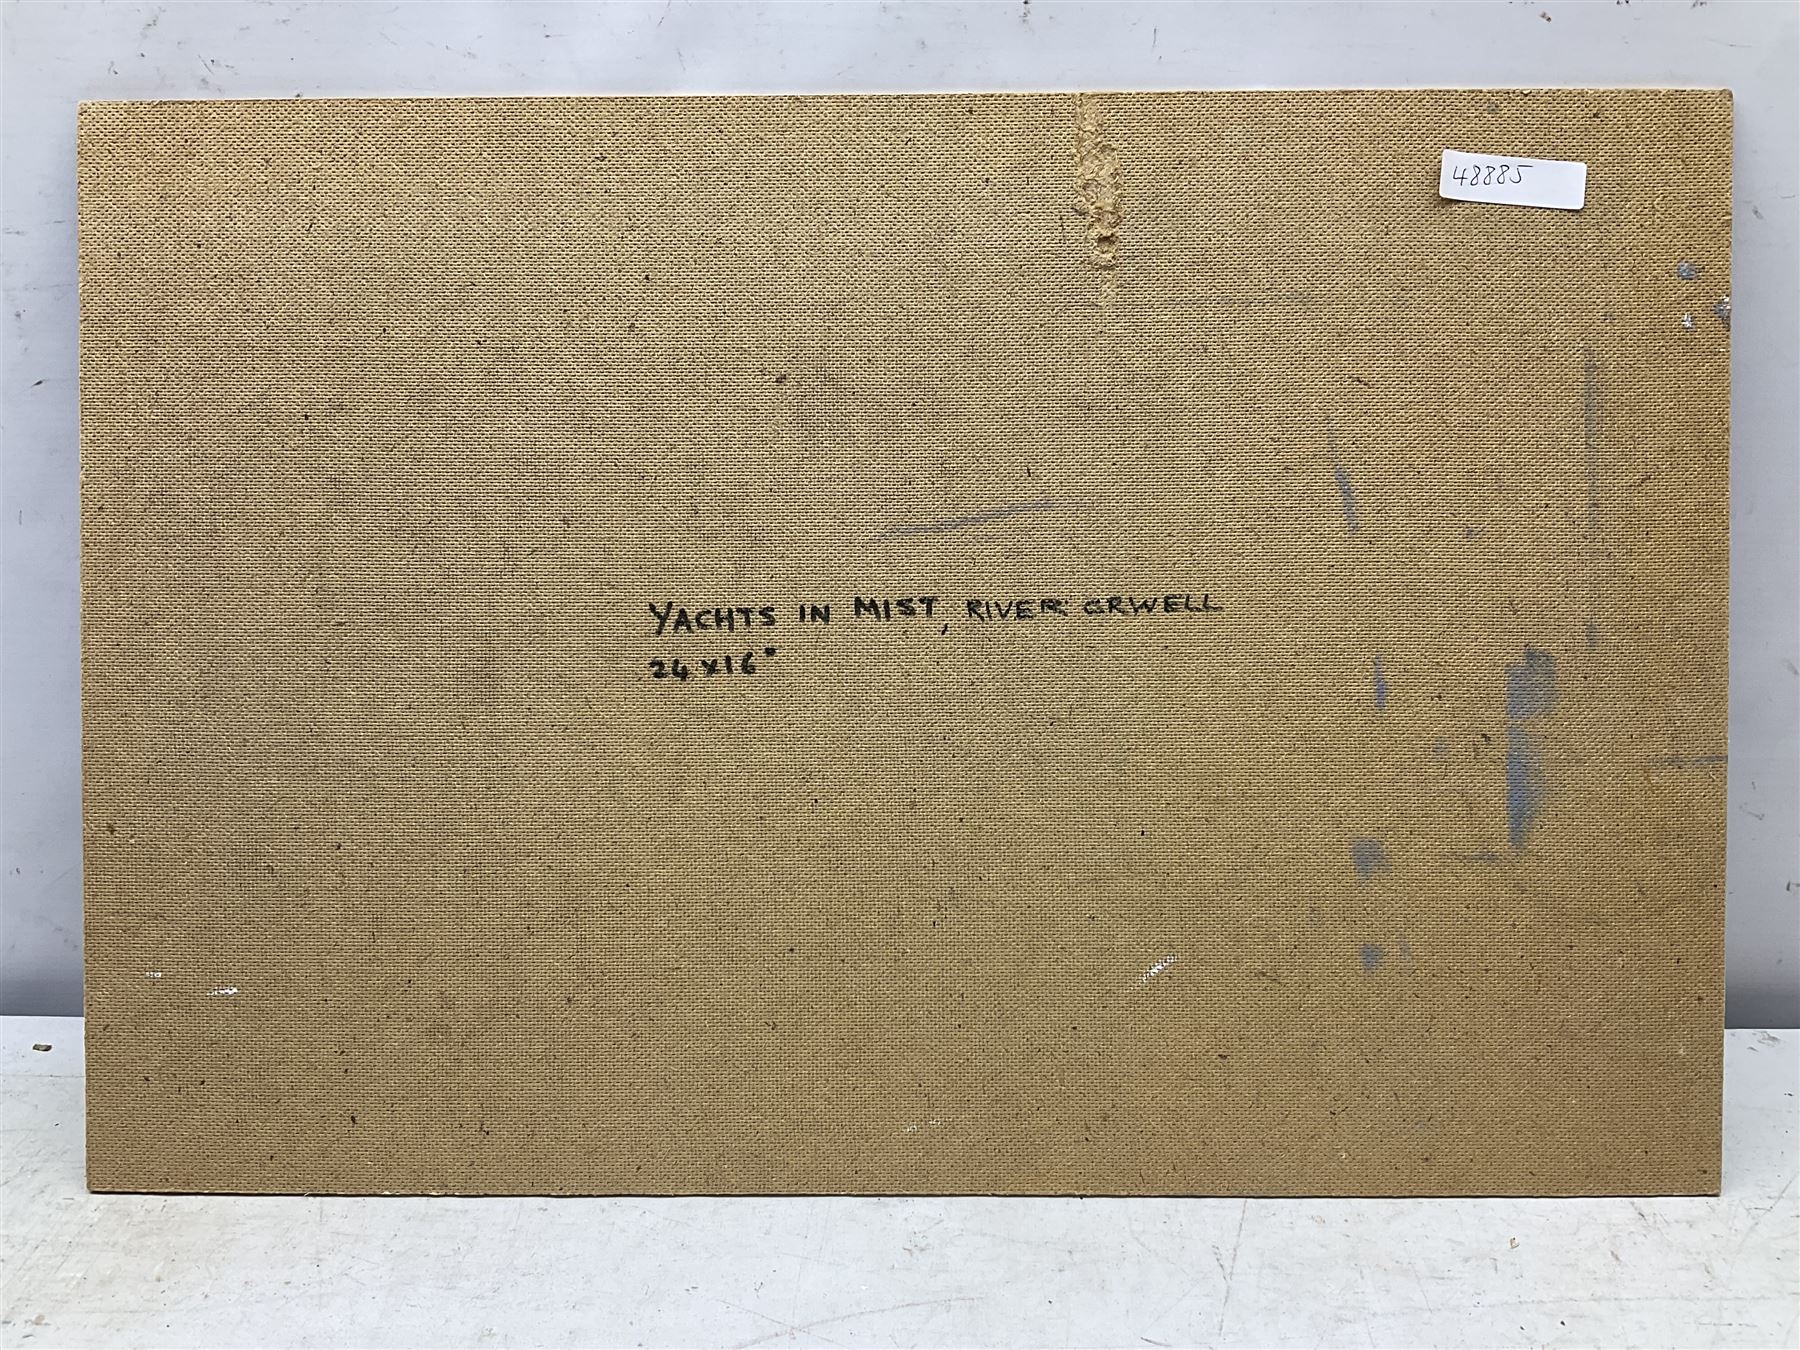 48885
YACHTS IN MIST, RIVER ORWELL
24 x 16"